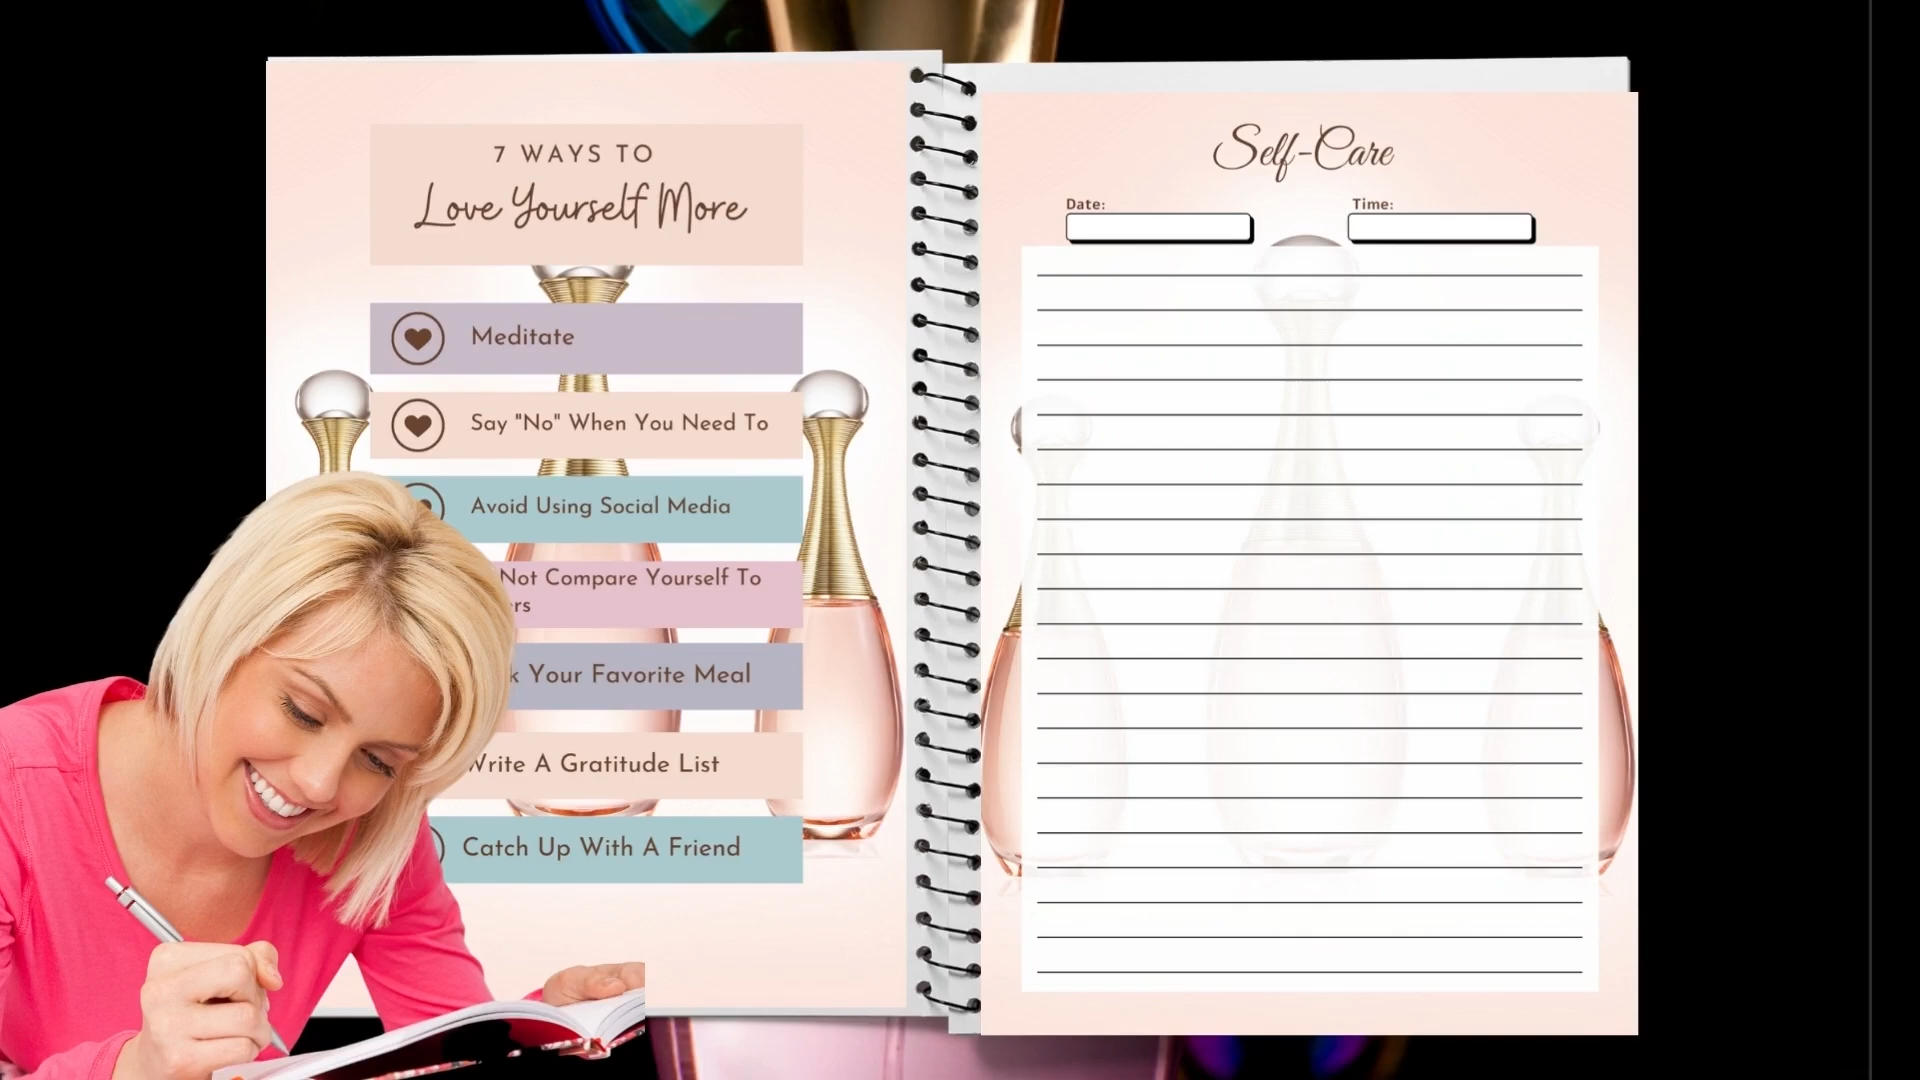 7 WAYS TO
Love Yourself More
Meditate
Say "No" When You Need To
Avoid Using Social Media
Not Compare Yourself To
Your Favorite Meal
Write A Gratitude List
Catch Up With A Friend
Self-Care
Date:
Time: